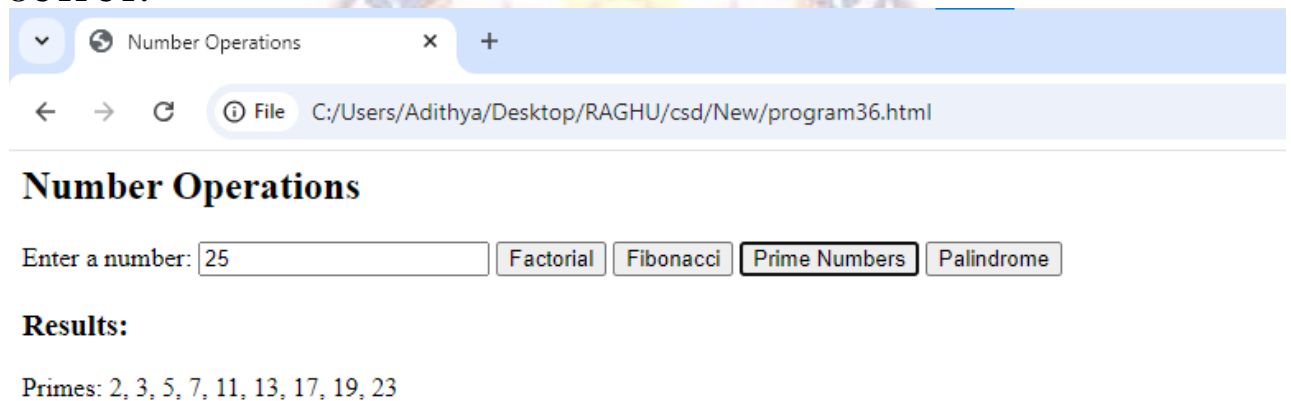 OUTPUT:
Number Operations
File C:/Users/Adithya/Desktop/RAGHU/csd/New/program36.html
Number Operations
Enter a number: 25 Factorial Fibonacci Prime Numbers Palindrome
Results:
Primes: 2, 3, 5, 7, 11, 13, 17, 19, 23